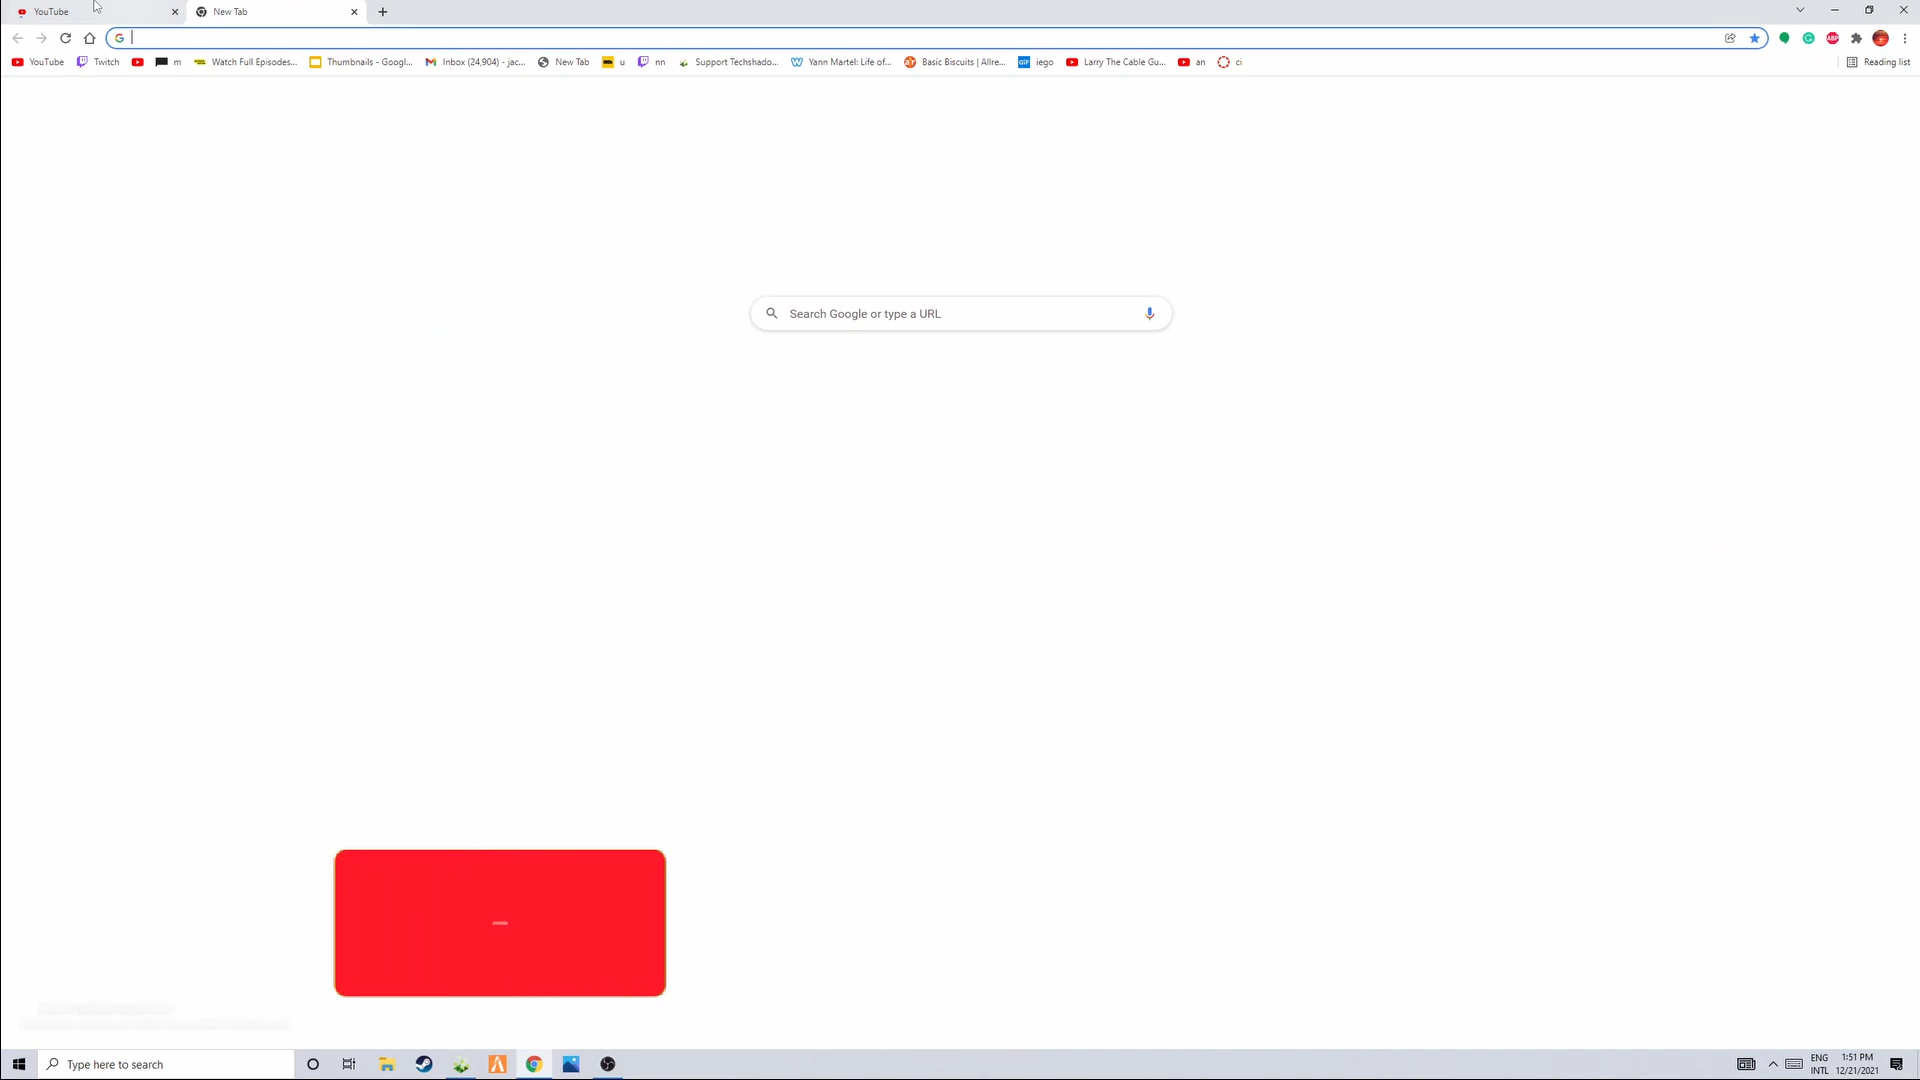 YouTube
New Tab
YouTube
Twitch
m
Watch Full Episodes...
Thumbnails - Googl...
Inbox (24,904) - jac...
New Tab
u
nn
Support Techshado...
Yann Martel: Life of...
Basic Biscuits | Allre...
GIF
iego
Larry The Cable Gu...
an
ci
Reading list
ABP
Search Google or type a URL
Type here to search
ENG
INTL
1:51 PM
12/21/2021